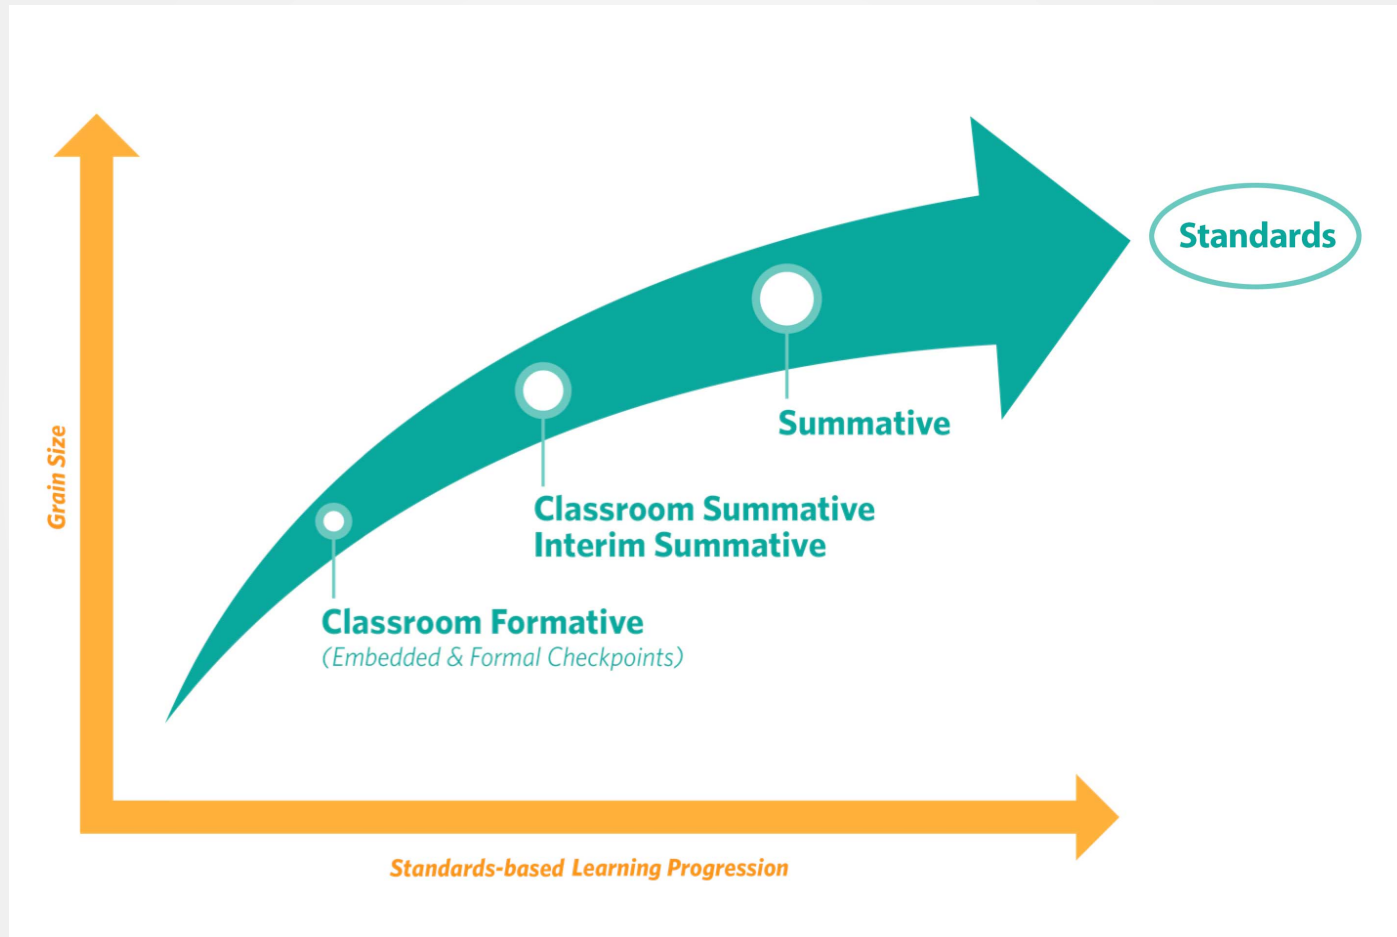 Standards
Summative
Classroom Summative
Interim Summative
Classroom Formative
(Embedded & Formal Checkpoints)
Grain Size
Standards-based Learning Progression